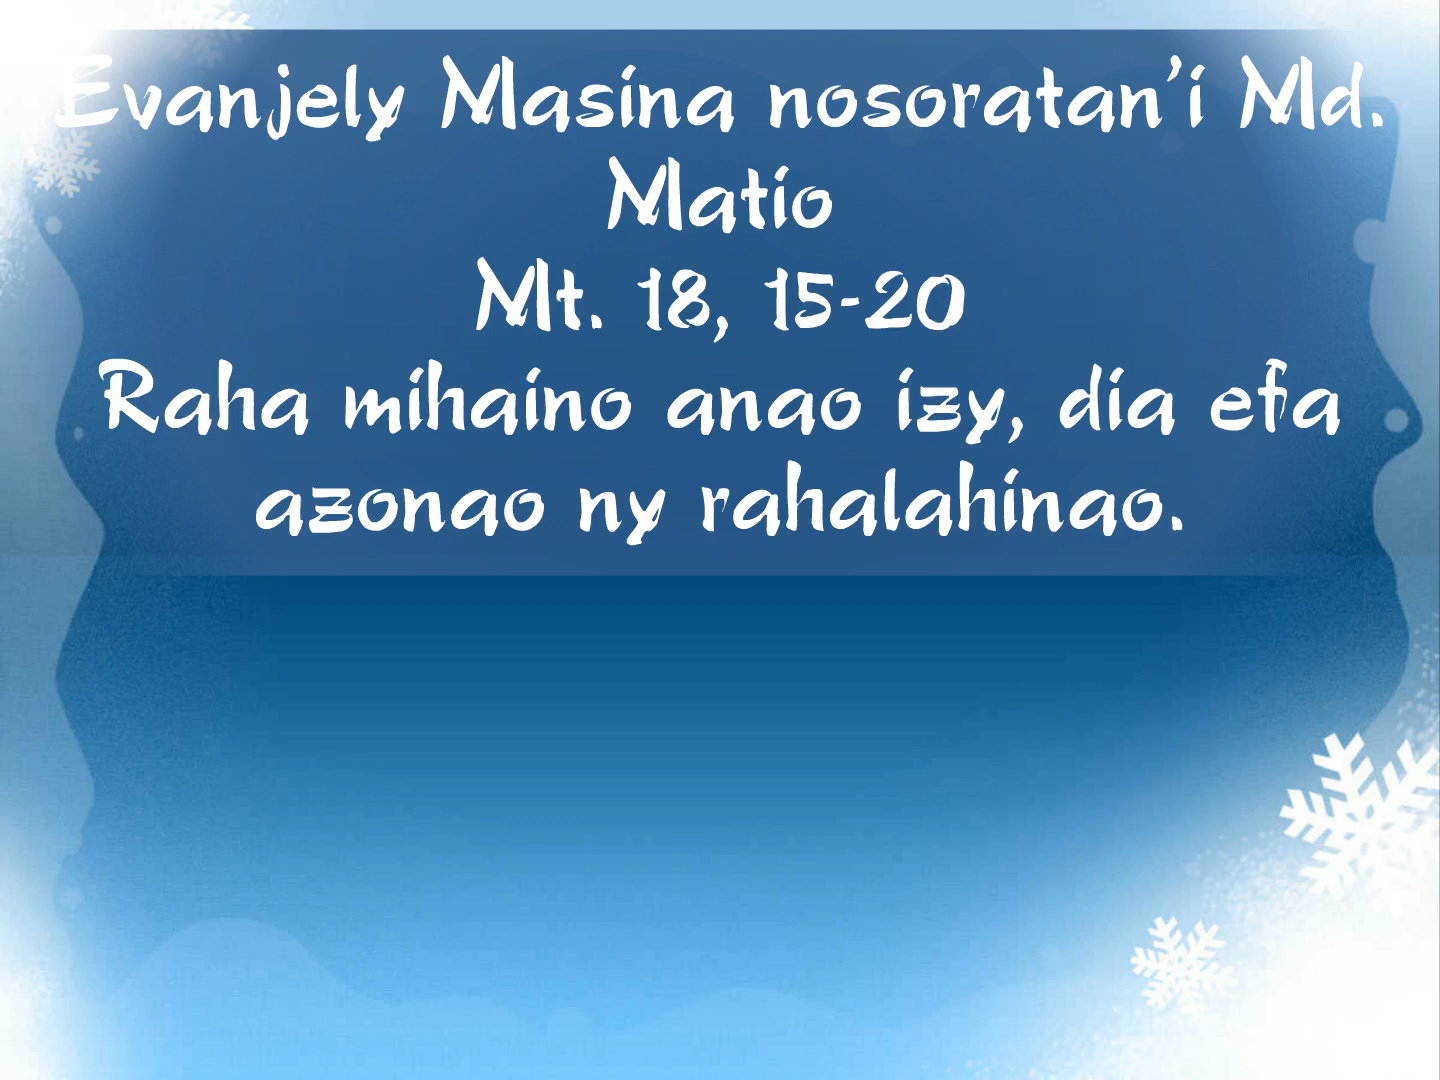 Evanjely Masina nosoratan'i Md.
Matio
Mt. 18, 15-20
Raha mihaino anao izy, dia efa
azonao ny rahalahinao.